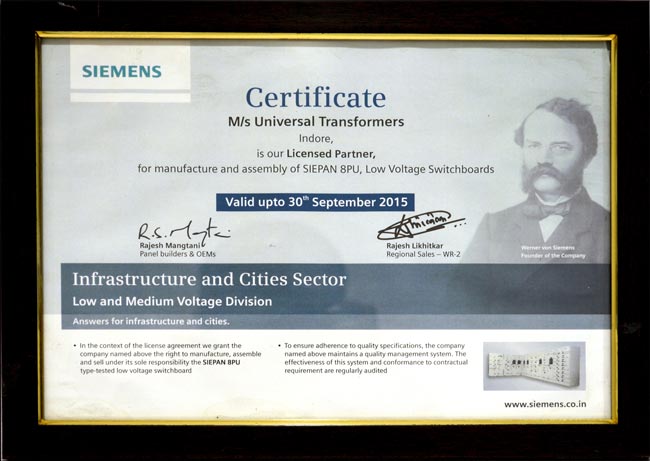 SIEMENS
Certificate
M/s Universal Transformers
Indore,
is our Licensed Partner,
for manufacture and assembly of SIEPAN 8PU, Low Voltage Switchboards
Valid upto 30th September 2015
R.S. Mangtani
Rajesh Mangtani
Panel builders & OEMs
Rajesh Likhitkar
Regional Sales – WR-2
Werner von Siemens
Founder of the Company
Infrastructure and Cities Sector
Low and Medium Voltage Division
Answers for infrastructure and cities.
• In the context of the license agreement we grant the
company named above the right to manufacture, assemble
and sell under its sole responsibility the SIEPAN 8PU
type-tested low voltage switchboard
• To ensure adherence to quality specifications, the company
named above maintains a quality management system. The
effectiveness of this system and conformance to contractual
requirement are regularly audited
www.siemens.co.in